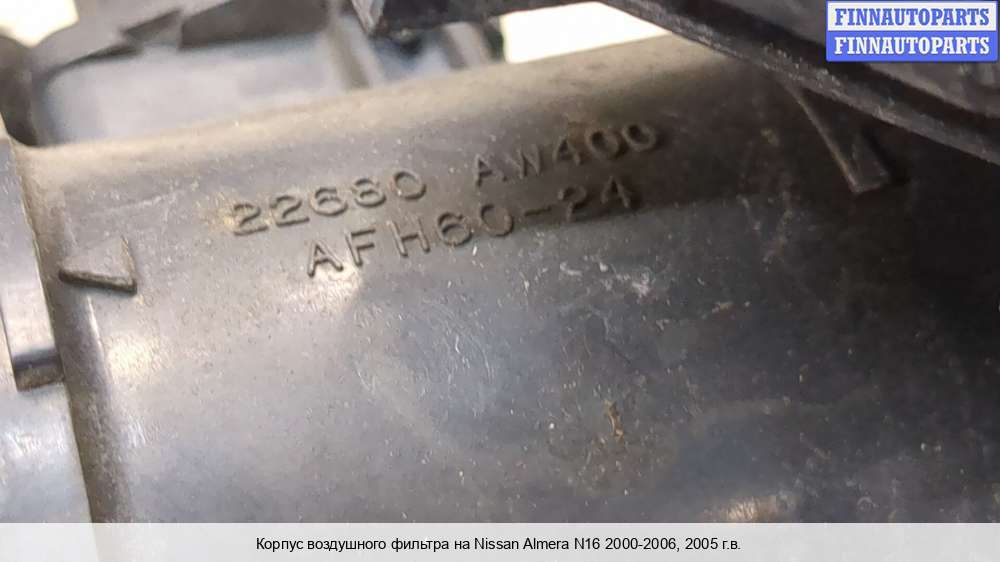 FINNAUTOPARTS
FINNAUTOPARTS
22680 AW400
AFH60-24
Корпус воздушного фильтра на Nissan Almera N16 2000-2006, 2005 г.в.